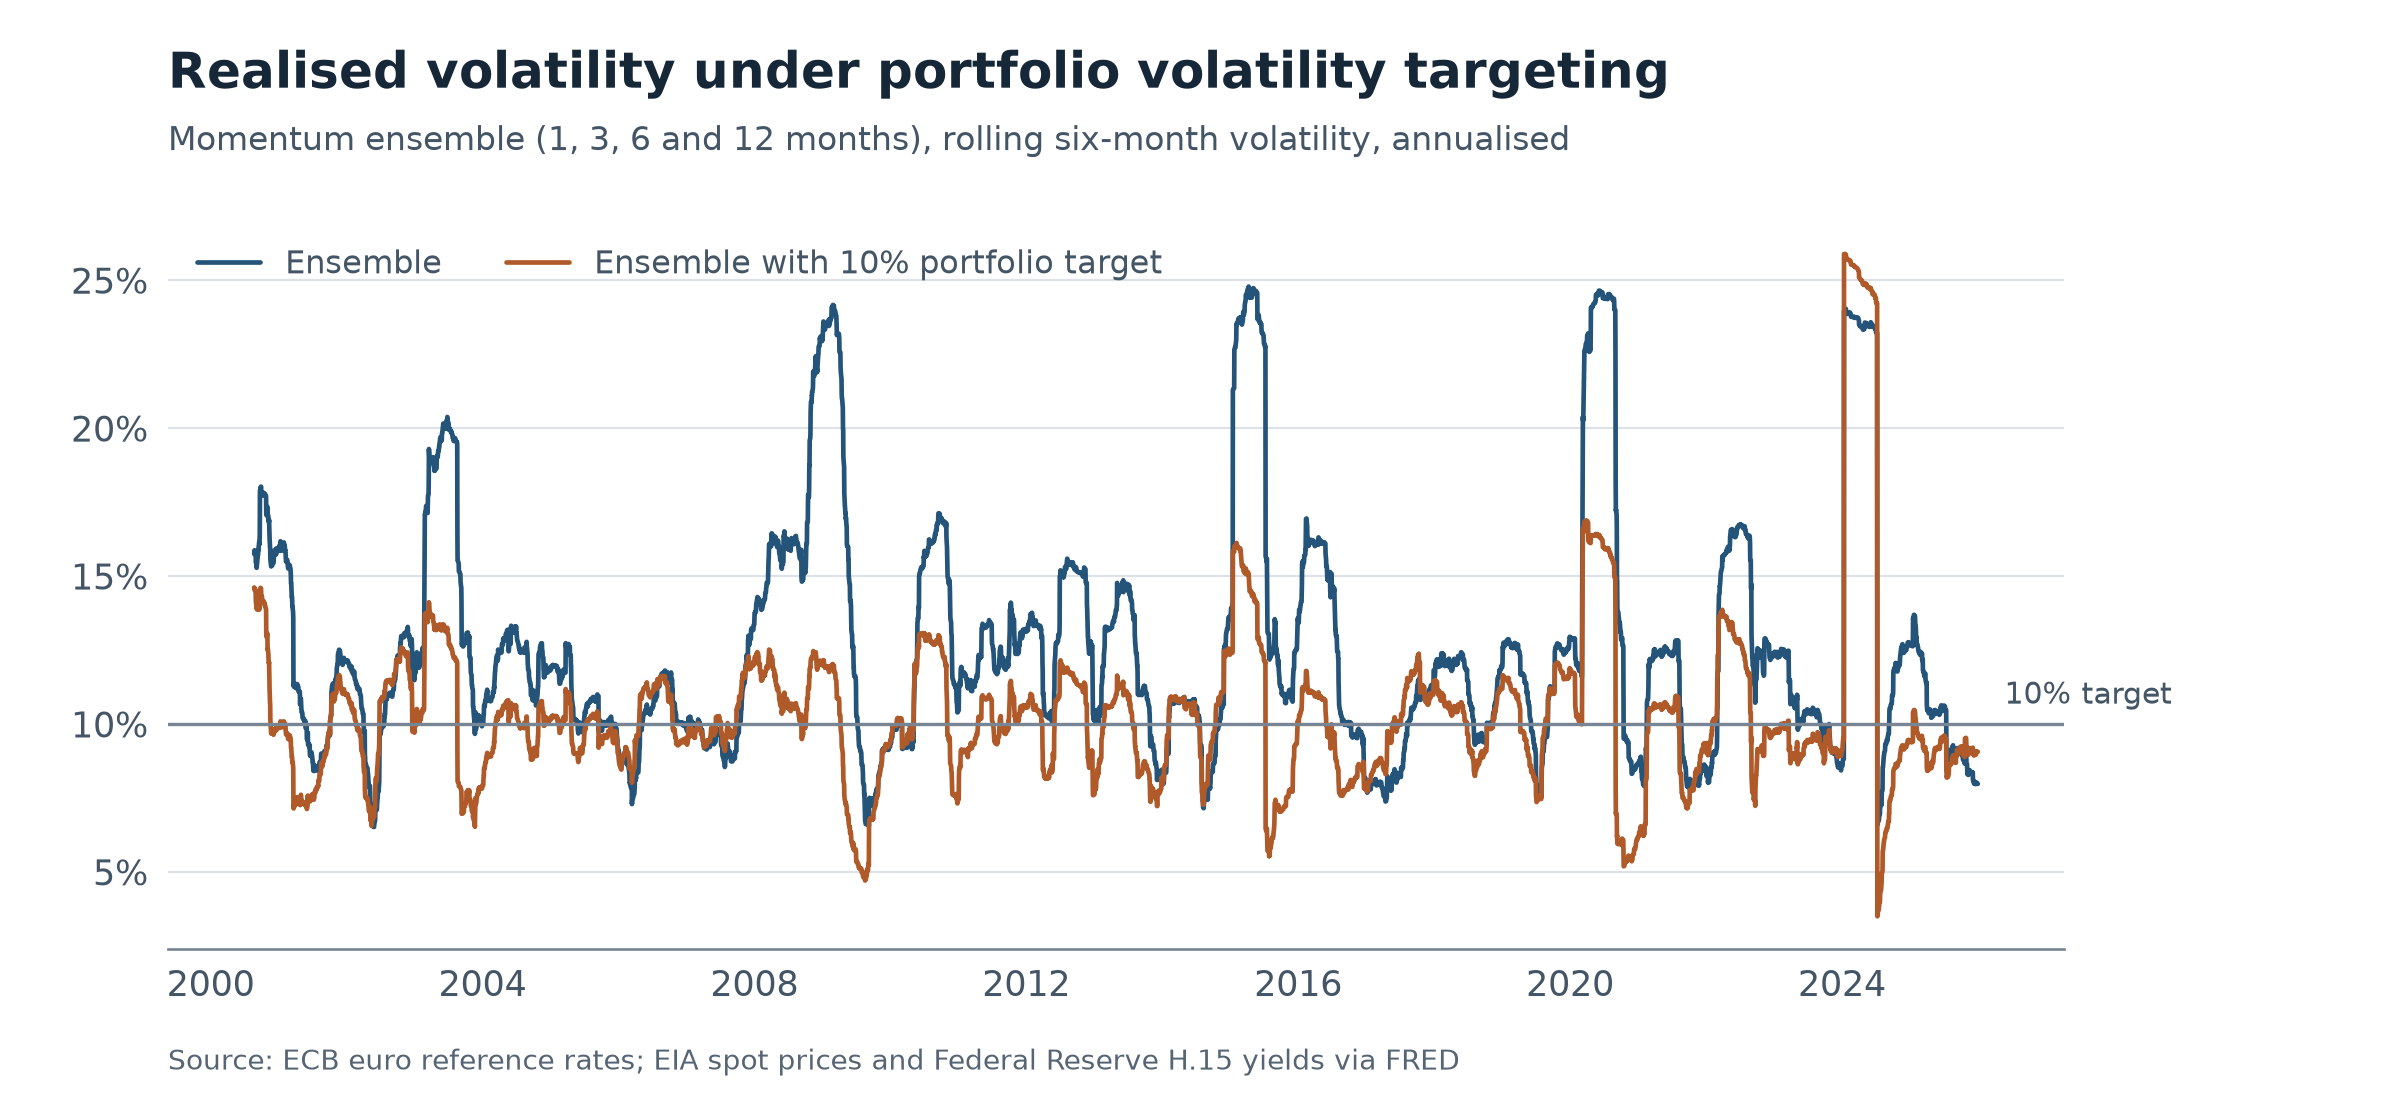 Realised volatility under portfolio volatility targeting
Momentum ensemble (1, 3, 6 and 12 months), rolling six-month volatility, annualised
Ensemble
Ensemble with 10% portfolio target
25%
20%
15%
10%
5%
10% target
2000
2004
2008
2012
2016
2020
2024
Source: ECB euro reference rates; EIA spot prices and Federal Reserve H.15 yields via FRED